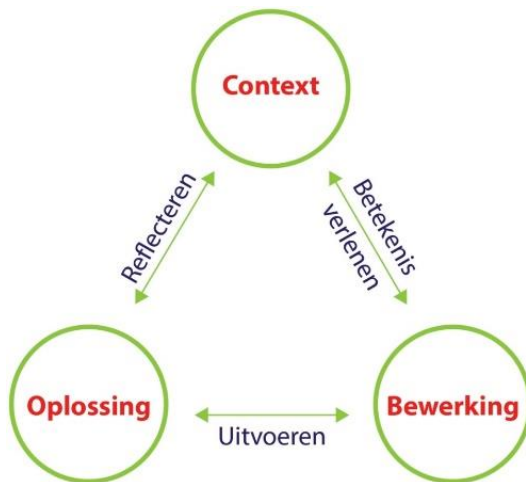 Context
Reflecteren
Betekenis
verlenen
Oplossing
Bewerking
Uitvoeren